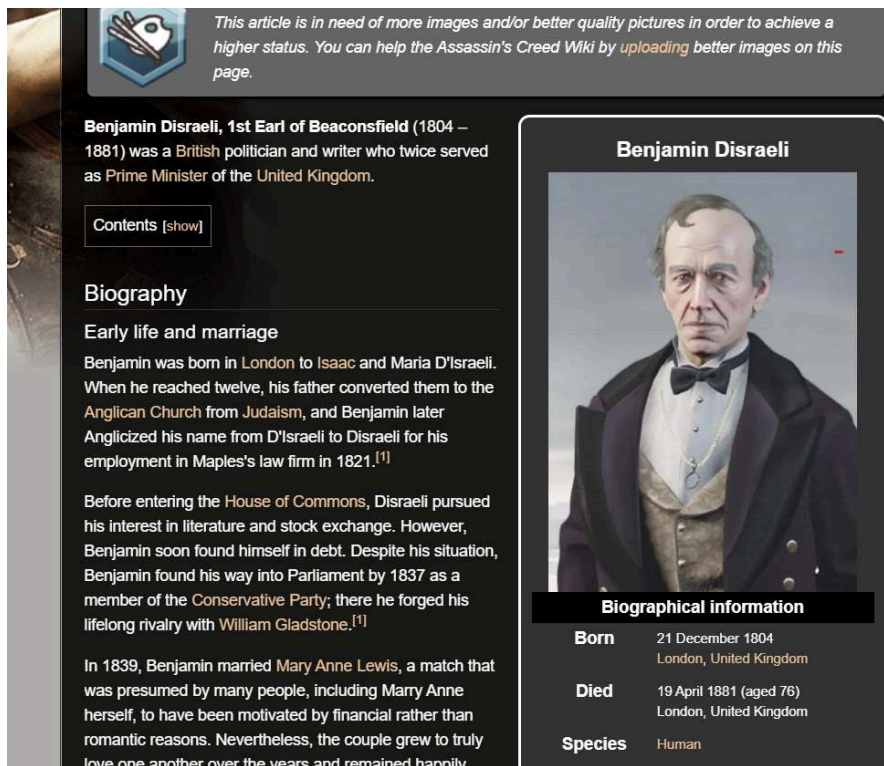 This article is in need of more images and/or better quality pictures in order to achieve a
higher status. You can help the Assassin's Creed Wiki by uploading better images on this
page.
Benjamin Disraeli, 1st Earl of Beaconsfield (1804 –
1881) was a British politician and writer who twice served
as Prime Minister of the United Kingdom.
Contents [show]
Biography
Early life and marriage
Benjamin was born in London to Isaac and Maria D'Israeli.
When he reached twelve, his father converted them to the
Anglican Church from Judaism, and Benjamin later
Anglicized his name from D'Israeli to Disraeli for his
employment in Maples's law firm in 1821.[1]
Before entering the House of Commons, Disraeli pursued
his interest in literature and stock exchange. However,
Benjamin soon found himself in debt. Despite his situation,
Benjamin found his way into Parliament by 1837 as a
member of the Conservative Party; there he forged his
lifelong rivalry with William Gladstone.[1]
In 1839, Benjamin married Mary Anne Lewis, a match that
was presumed by many people, including Marry Anne
herself, to have been motivated by financial rather than
romantic reasons. Nevertheless, the couple grew to truly
love one another over the years and remained happily
Benjamin Disraeli
Biographical information
Born 21 December 1804
London, United Kingdom
Died 19 April 1881 (aged 76)
London, United Kingdom
Species Human